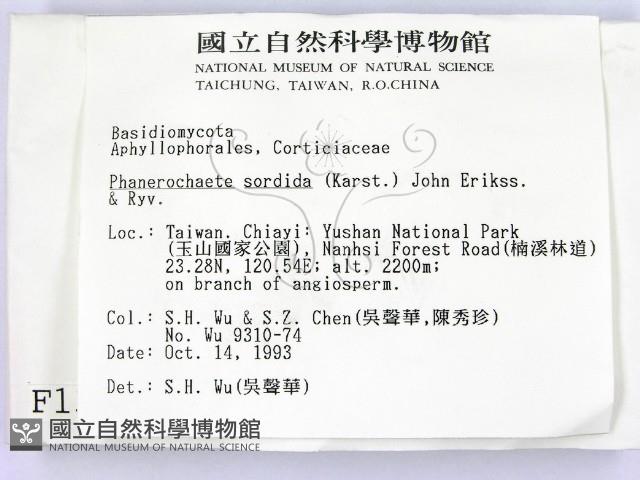 國立自然科學博物館
NATIONAL MUSEUM OF NATURAL SCIENCE
TAICHUNG, TAIWAN, R.O.CHINA
Basidiomycota
Aphyllophorales, Corticiaceae
Phanerochaete sordida (Karst.) John Erikss.
& Ryv.
Loc.: Taiwan. Chiayi: Yushan National Park
(玉山國家公園), Nanhsi Forest Road(楠溪林道)
23.28N, 120.54E; alt. 2200m;
on branch of angiosperm.
Col.: S.H. Wu & S.Z. Chen(吳聲華,陳秀珍)
No. Wu 9310-74
Date: Oct. 14, 1993
Det.: S.H. Wu(吳聲華)
國立自然科學博物館
NATIONAL MUSEUM OF NATURAL SCIENCE